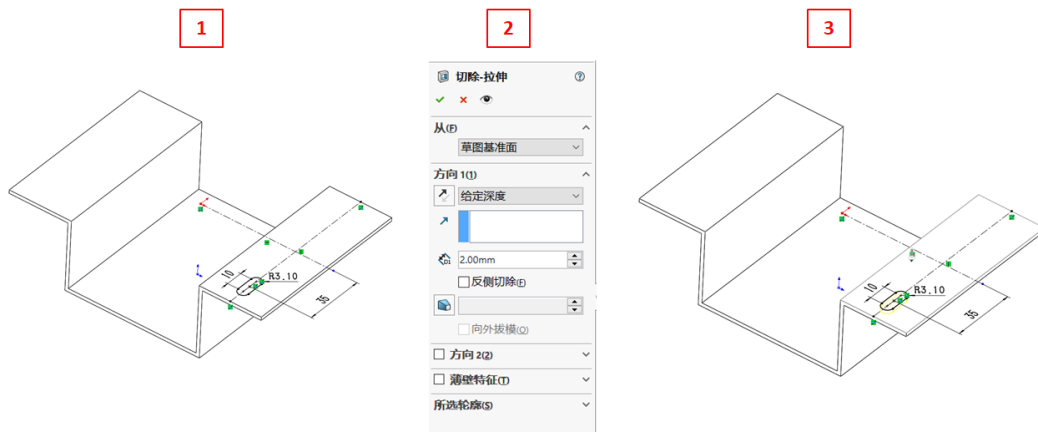 1
2
3
切除-拉伸
从(F)
草图基准面
方向 1(1)
给定深度
D1
2.00mm
反侧切除(F)
向外拔模(O)
方向 2(2)
薄壁特征(T)
所选轮廓(S)
10
R3.10
35
10
R3.10
35